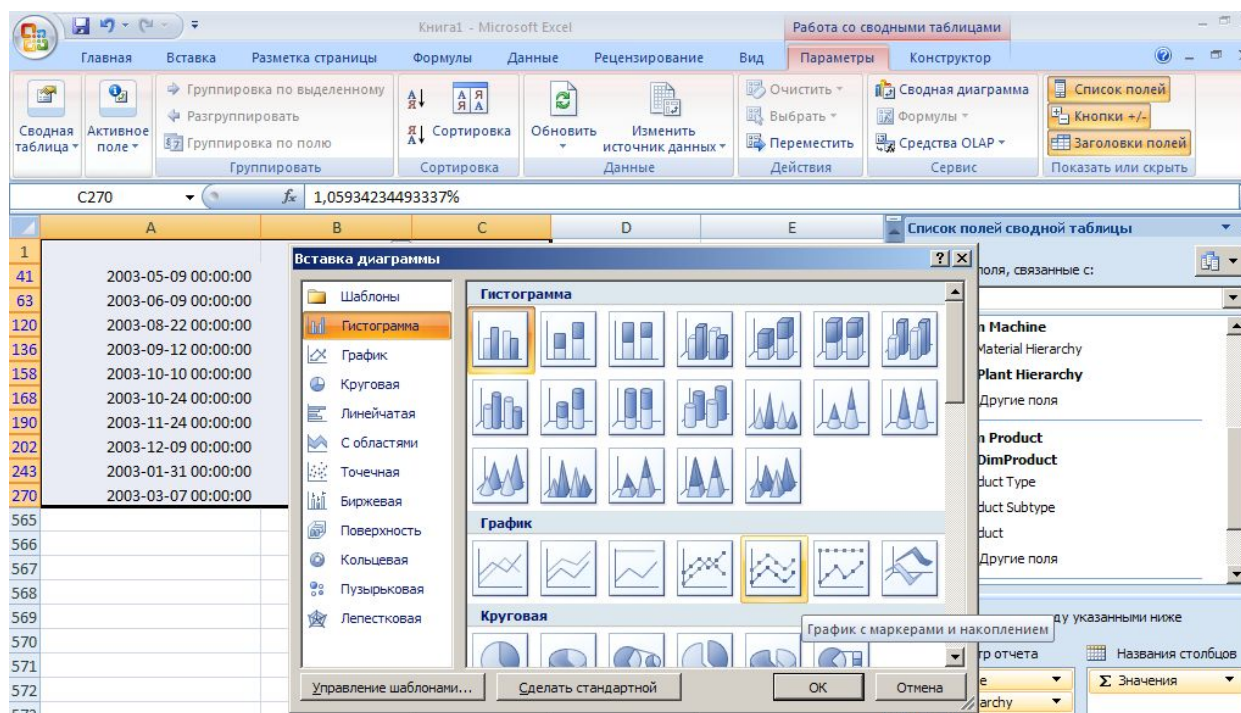 Книга1 - Microsoft Excel
Работа со сводными таблицами
Главная Вставка Разметка страницы Формулы Данные Рецензирование Вид Параметры Конструктор
Сводная таблица
Активное поле
Группировка по выделенному
Разгруппировать
Группировка по полю
Группировать
Сортировка
Сортировка
Обновить
Изменить источник данных
Данные
Очистить
Выбрать
Переместить
Действия
Сводная диаграмма
Формулы
Средства OLAP
Сервис
Список полей
Кнопки +/-
Заголовки полей
Показать или скрыть
C270 fx 1,05934234493337%
A B C D E
1
41 2003-05-09 00:00:00
63 2003-06-09 00:00:00
120 2003-08-22 00:00:00
136 2003-09-12 00:00:00
158 2003-10-10 00:00:00
168 2003-10-24 00:00:00
190 2003-11-24 00:00:00
202 2003-12-09 00:00:00
243 2003-01-31 00:00:00
270 2003-03-07 00:00:00
565
566
567
568
569
570
571
572
Вставка диаграммы
Шаблоны
Гистограмма
График
Круговая
Линейчатая
С областями
Точечная
Биржевая
Поверхность
Кольцевая
Пузырьковая
Лепестковая
Гистограмма
График
Круговая
График с маркерами и накоплением
Управление шаблонами...
Сделать стандартной
ОК
Отмена
Список полей сводной таблицы
поля, связанные с:
Machine
Material Hierarchy
Plant Hierarchy
Другие поля
Product
DimProduct
duct Type
duct Subtype
duct
Другие поля
ду указанными ниже
тр отчета
Названия столбцов
Σ Значения
archy